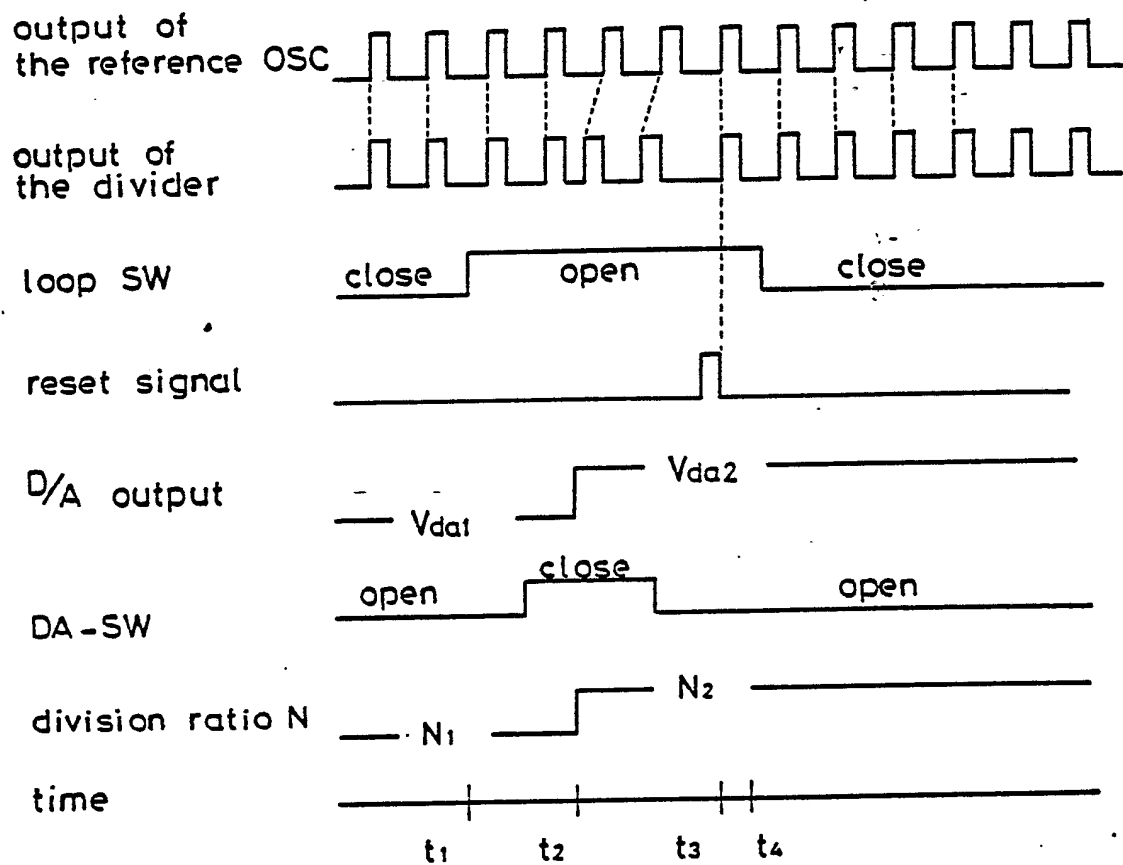 output of
the reference OSC
output of
the divider
loop SW
close
open
close
reset signal
D/A output
Vda1
Vda2
DA-SW
open
close
open
division ratio N
N1
N2
time
t1
t2
t3
t4